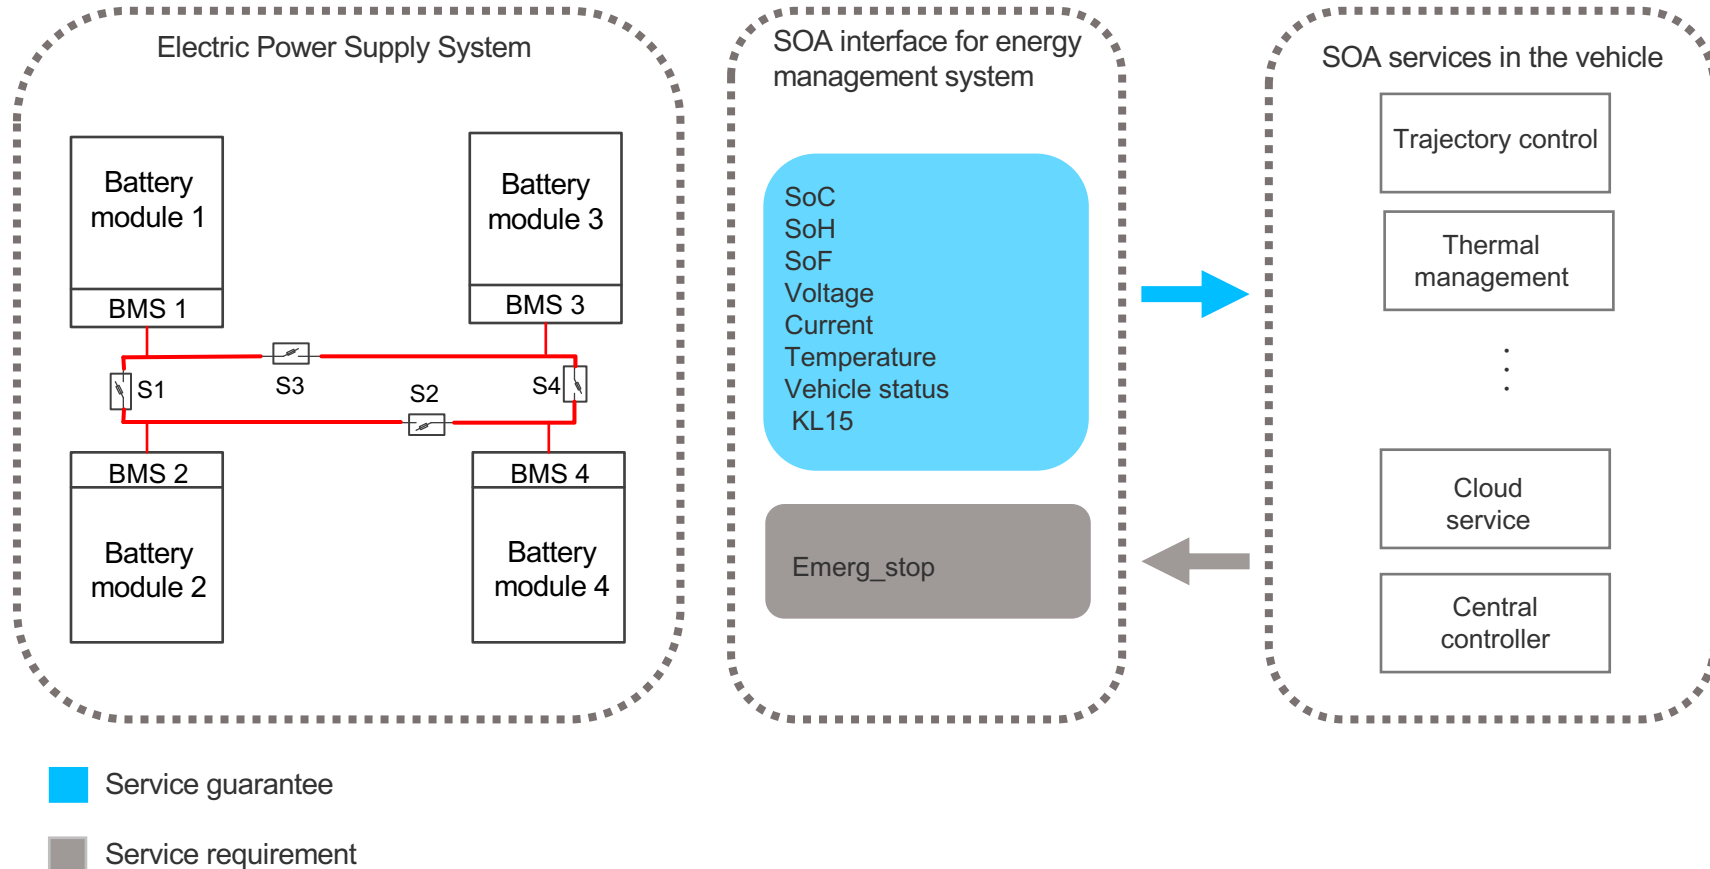 Electric Power Supply System
Battery
module 1
BMS 1
Battery
module 3
BMS 3
S1
S3
S2
S4
BMS 2
Battery
module 2
BMS 4
Battery
module 4
SOA interface for energy
management system
SoC
SoH
SoF
Voltage
Current
Temperature
Vehicle status
KL15
Emerg_stop
SOA services in the vehicle
Trajectory control
Thermal
management
Cloud
service
Central
controller
Service guarantee
Service requirement